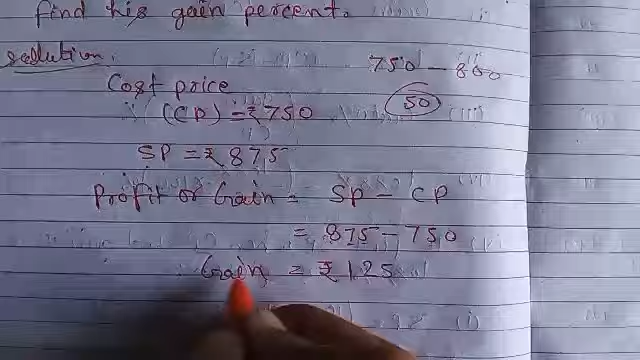 find his gain percent.
solution.
750 - 800
Cost price
50
(CP) = ₹750
SP = ₹875
Profit or Gain = SP - CP
= 875 - 750
Gain = ₹125